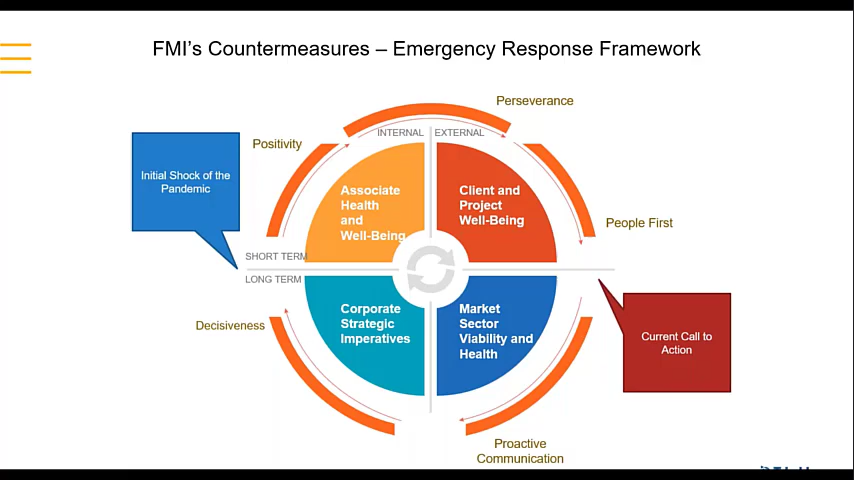 FMI’s Countermeasures – Emergency Response Framework
Perseverance
INTERNAL
EXTERNAL
Positivity
Initial Shock of the
Pandemic
Associate
Health
and
Well-Being
Client and
Project
Well-Being
People First
SHORT TERM
LONG TERM
Corporate
Strategic
Imperatives
Market
Sector
Viability and
Health
Decisiveness
Current Call to
Action
Proactive
Communication